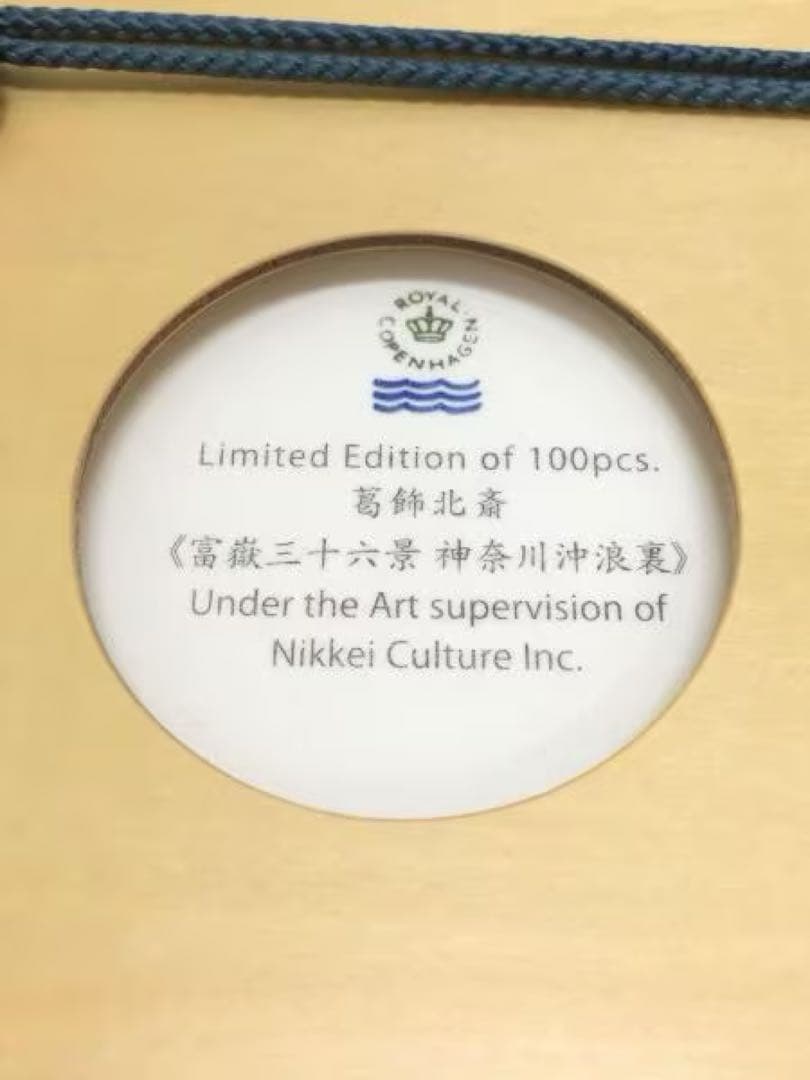 ROYAL COPENHAGEN
Limited Edition of 100pcs.
葛飾北斎
《富嶽三十六景 神奈川沖浪裏》
Under the Art supervision of
Nikkei Culture Inc.